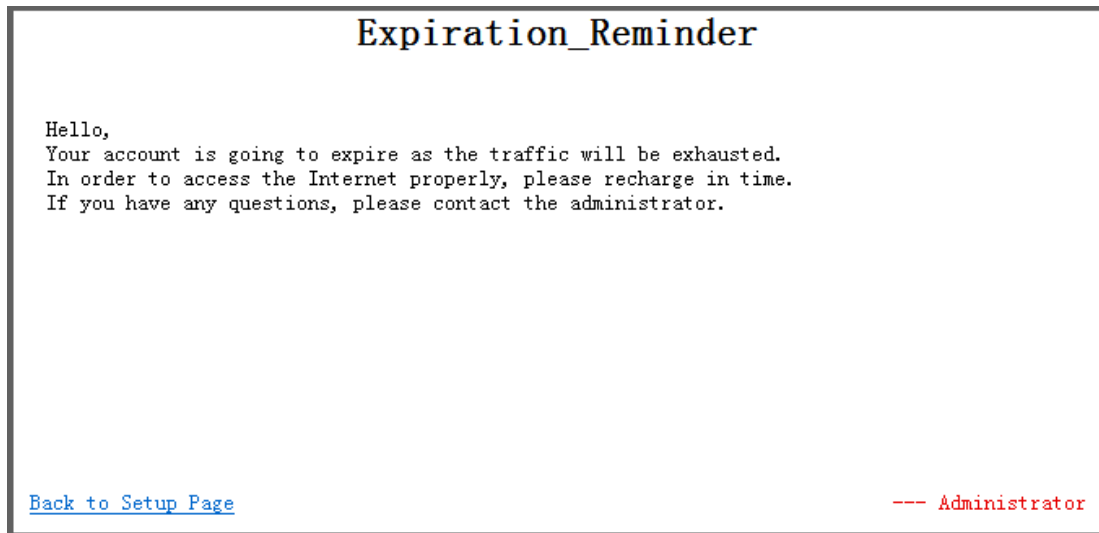 Expiration_Reminder
Hello,
Your account is going to expire as the traffic will be exhausted.
In order to access the Internet properly, please recharge in time.
If you have any questions, please contact the administrator.
Back to Setup Page
--- Administrator